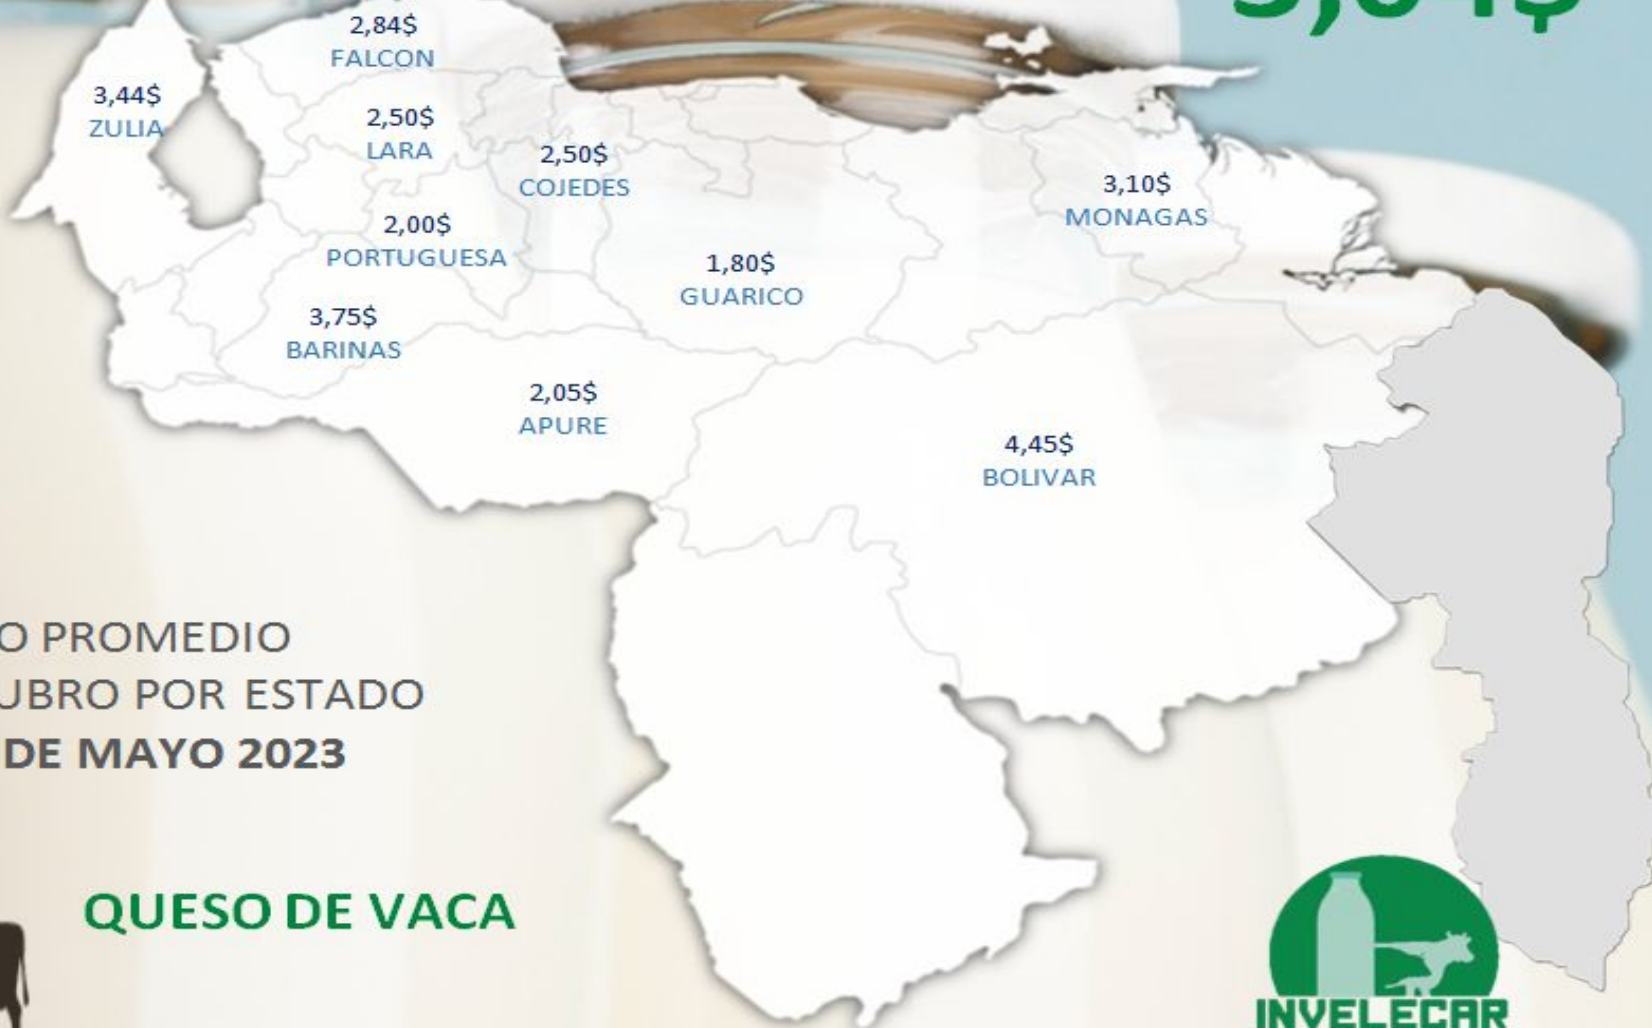 2,84$
FALCON
3,44$
ZULIA
2,50$
LARA
2,50$
COJEDES
3,10$
MONAGAS
2,00$
PORTUGUESA
1,80$
GUARICO
3,75$
BARINAS
2,05$
APURE
4,45$
BOLIVAR
O PROMEDIO
UBRO POR ESTADO
DE MAYO 2023
QUESO DE VACA
INVELECAR